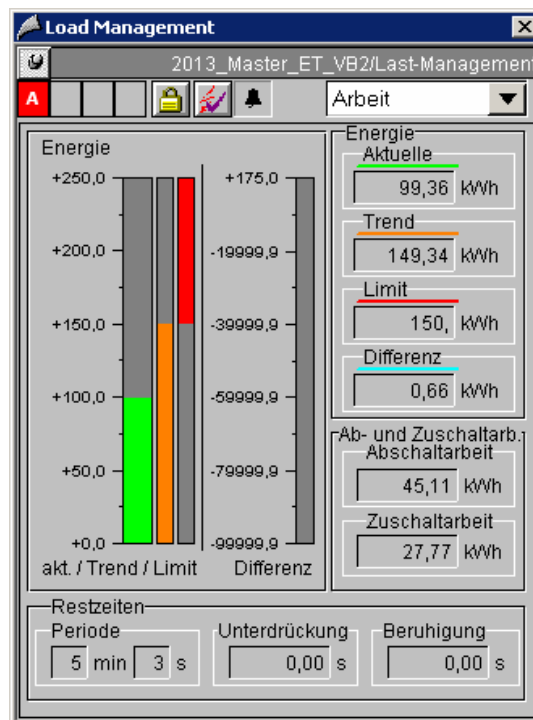 Load Management
2013_Master_ET_VB2/Last-Management
A
Arbeit
Energie
+250,0
+200,0
+150,0
+100,0
+50,0
+0,0
akt. / Trend / Limit
+175,0
-19999,9
-39999,9
-59999,9
-79999,9
-99999,9
Differenz
Energie
Aktuelle
99,36 kWh
Trend
149,34 kWh
Limit
150, kWh
Differenz
0,66 kWh
Ab- und Zuschaltarb.
Abschaltarbeit
45,11 kWh
Zuschaltarbeit
27,77 kWh
Restzeiten
Periode
5 min 3 s
Unterdrückung
0,00 s
Beruhigung
0,00 s